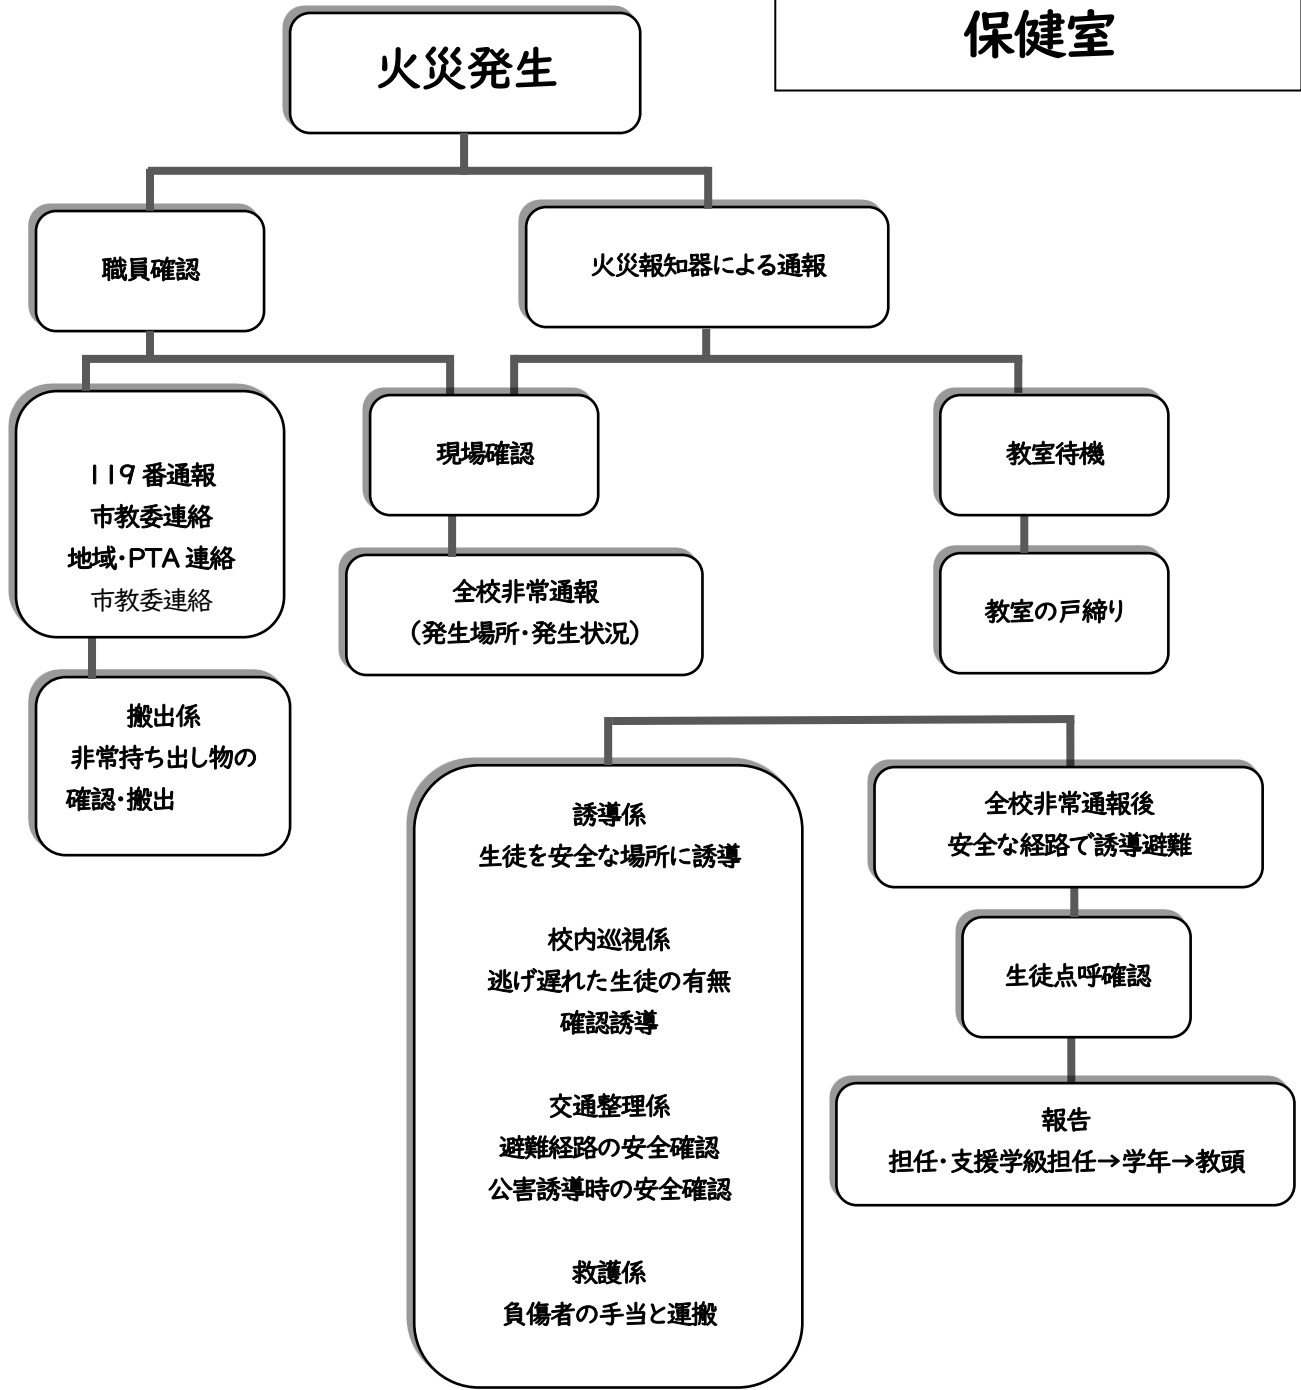 保健室
火災発生
職員確認
火災報知器による通報
119番通報
市教委連絡
地域・PTA連絡
市教委連絡
現場確認
教室待機
全校非常通報
（発生場所・発生状況）
教室の戸締り
搬出係
非常持ち出し物の
確認・搬出
誘導係
生徒を安全な場所に誘導
校内巡視係
逃げ遅れた生徒の有無
確認誘導
交通整理係
避難経路の安全確認
公害誘導時の安全確認
救護係
負傷者の手当と運搬
全校非常通報後
安全な経路で誘導避難
生徒点呼確認
報告
担任・支援学級担任→学年→教頭